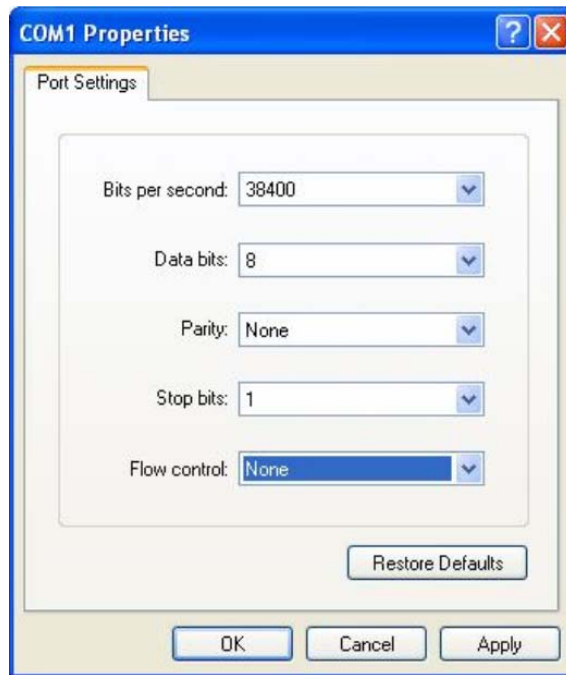 COM1 Properties
Port Settings
Bits per second: 38400
Data bits: 8
Parity: None
Stop bits: 1
Flow control: None
Restore Defaults
OK Cancel Apply